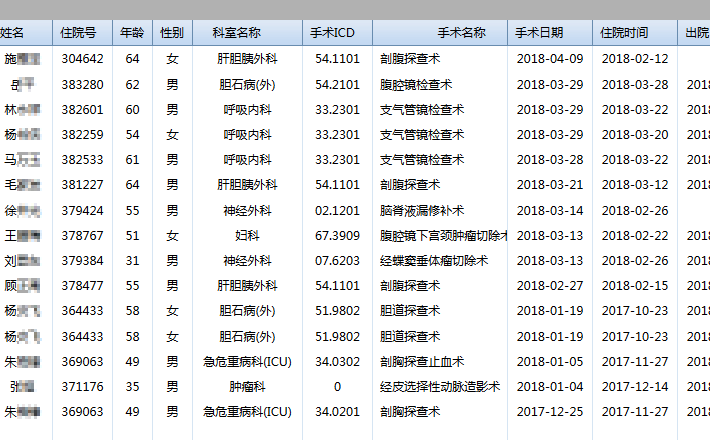 姓名 住院号 年龄 性别 科室名称 手术ICD 手术名称 手术日期 住院时间 出院
施 304642 64 女 肝胆胰外科 54.1101 剖腹探查术 2018-04-09 2018-02-12
岳 383280 62 男 胆石病(外) 54.2101 腹腔镜检查术 2018-03-29 2018-03-28 2018
林 382601 60 男 呼吸内科 33.2301 支气管镜检查术 2018-03-29 2018-03-22 2018
杨 382259 54 女 呼吸内科 33.2301 支气管镜检查术 2018-03-29 2018-03-20 2018
马 382533 61 男 呼吸内科 33.2301 支气管镜检查术 2018-03-28 2018-03-22 2018
毛 381227 64 男 肝胆胰外科 54.1101 剖腹探查术 2018-03-21 2018-03-12 2018
徐 379424 55 男 神经外科 02.1201 脑脊液漏修补术 2018-03-14 2018-02-26
王 378767 51 女 妇科 67.3909 腹腔镜下宫颈肿瘤切除术 2018-03-13 2018-02-22 2018
刘 379384 31 男 神经外科 07.6203 经蝶窦垂体瘤切除术 2018-03-13 2018-02-26 2018
顾 378477 55 男 肝胆胰外科 54.1101 剖腹探查术 2018-02-27 2018-02-15 2018
杨 364433 58 女 胆石病(外) 51.9802 胆道探查术 2018-01-19 2017-10-23 2018
杨 364433 58 女 胆石病(外) 51.9802 胆道探查术 2018-01-19 2017-10-23 2018
朱 369063 49 男 急危重病科(ICU) 34.0302 剖胸探查止血术 2018-01-05 2017-11-27 2018
张 371176 35 男 肿瘤科 0 经皮选择性动脉造影术 2018-01-04 2017-12-14 2018
朱 369063 49 男 急危重病科(ICU) 34.0201 剖胸探查术 2017-12-25 2017-11-27 2018